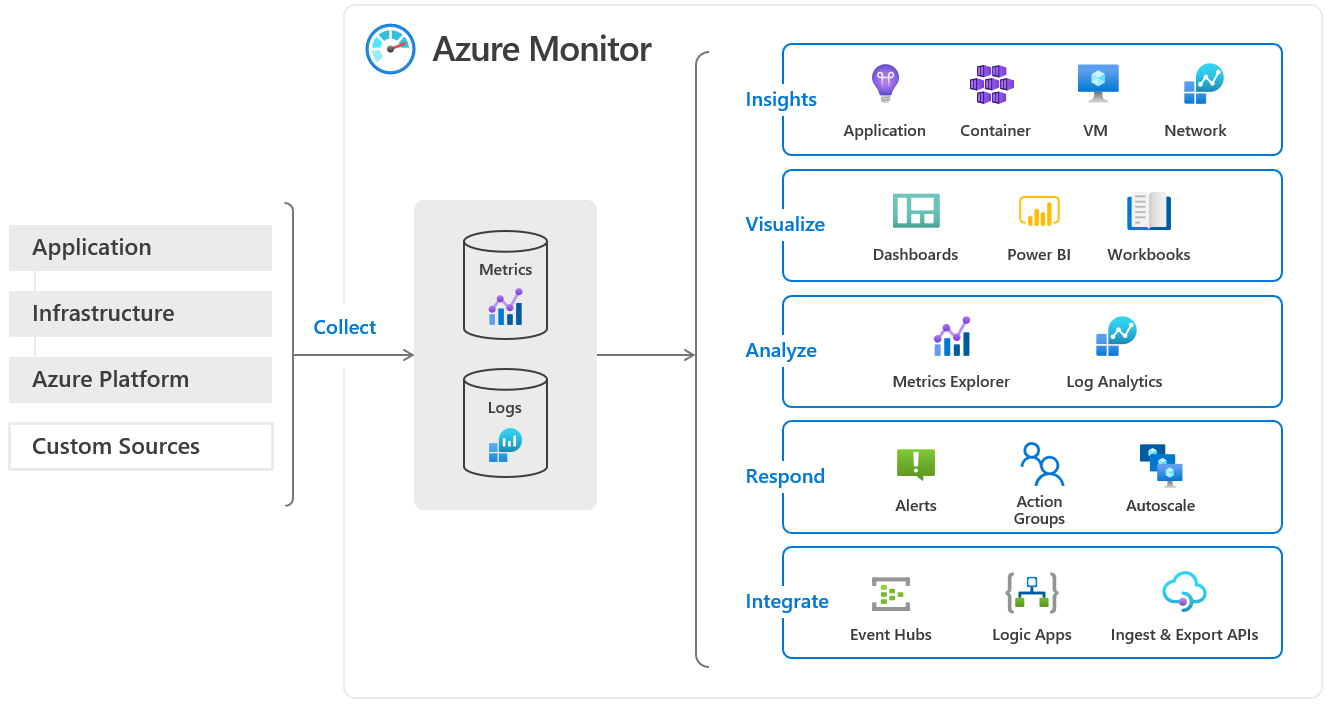 Azure Monitor
Application
Infrastructure
Azure Platform
Custom Sources
Collect
Metrics
Logs
Insights
Application
Container
VM
Network
Visualize
Dashboards
Power BI
Workbooks
Analyze
Metrics Explorer
Log Analytics
Respond
Alerts
Action
Groups
Autoscale
Integrate
Event Hubs
Logic Apps
Ingest & Export APIs